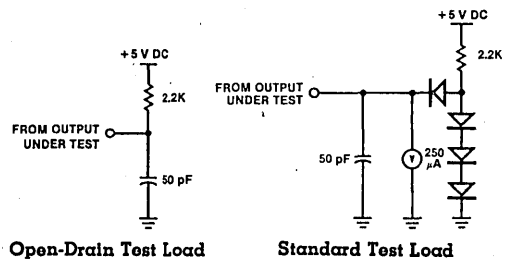 +5 V DC
2.2K
FROM OUTPUT
UNDER TEST
50 pF
Open-Drain Test Load
+5 V DC
2.2K
FROM OUTPUT
UNDER TEST
50 pF
250
μA
Standard Test Load